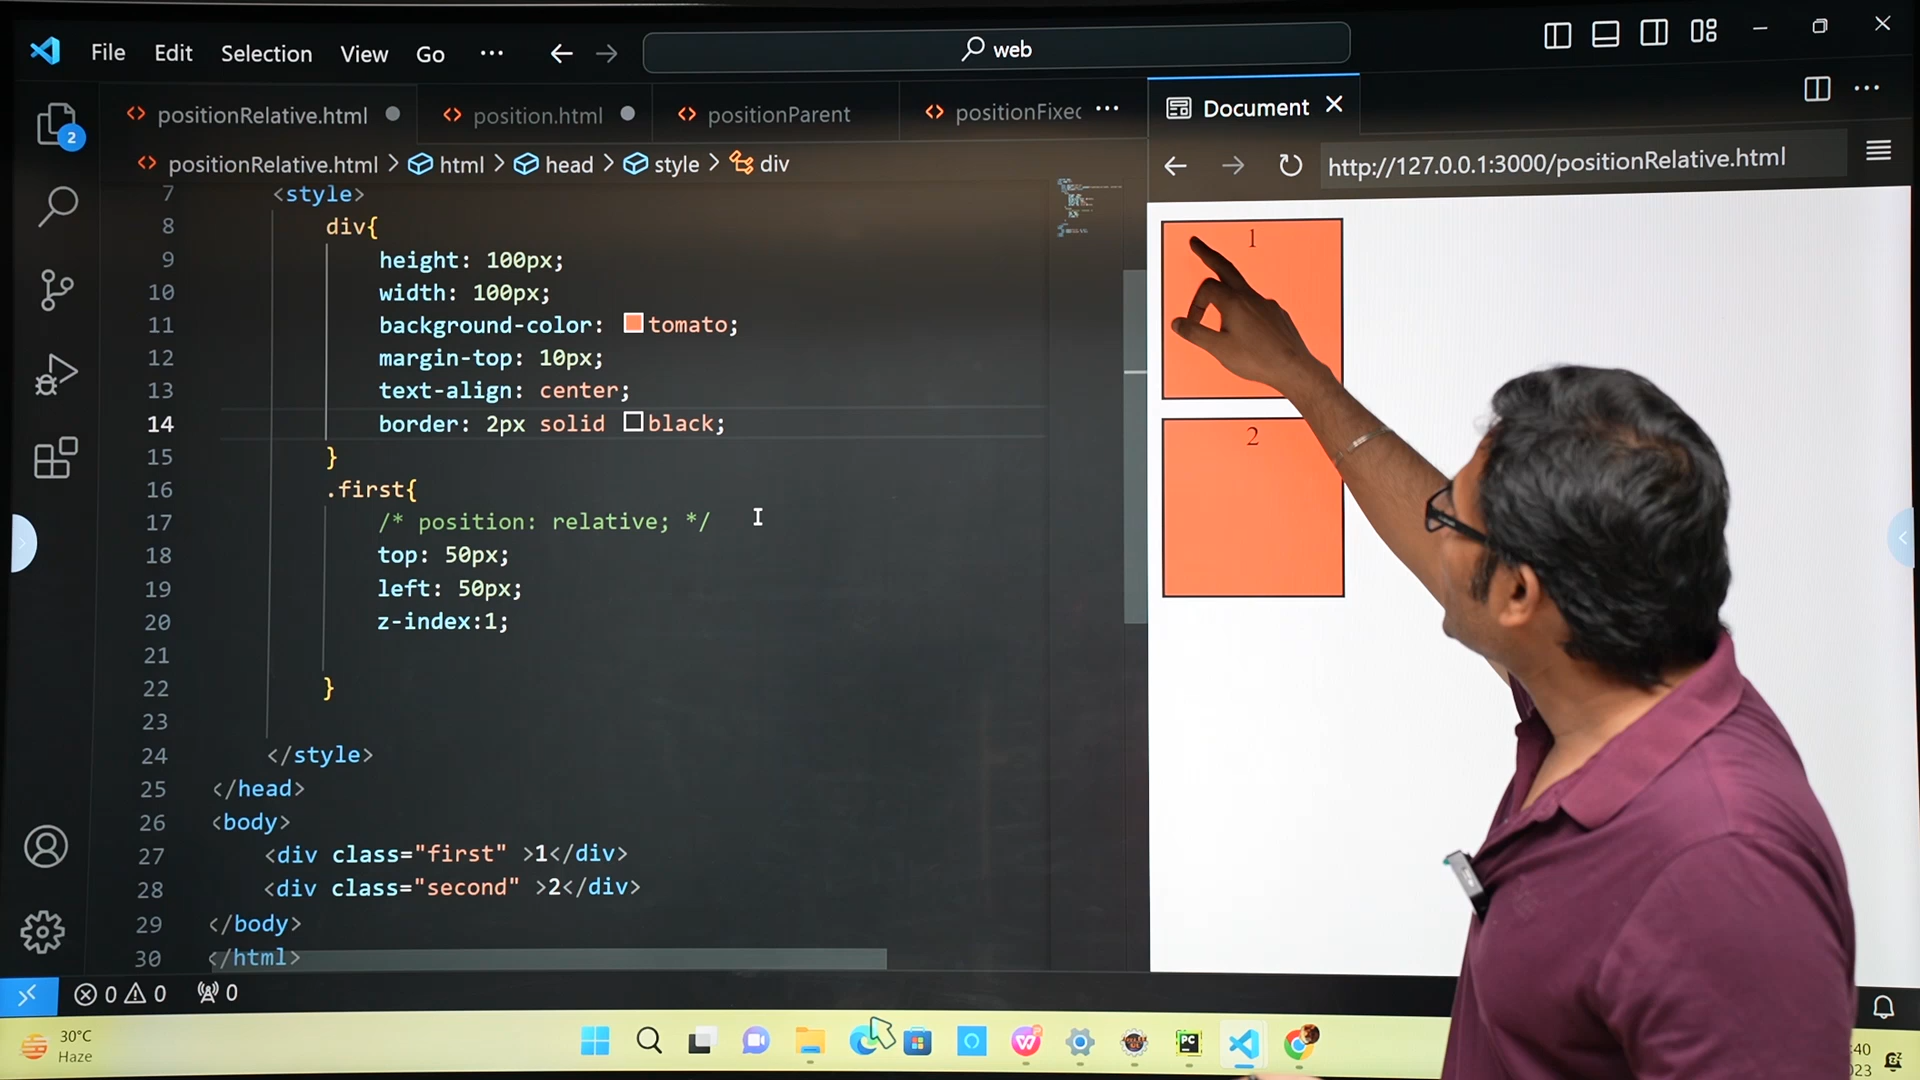 File Edit Selection View Go ··· web
positionRelative.html position.html positionParent positionFixec ··· Document
positionRelative.html > html > head > style > div
http://127.0.0.1:3000/positionRelative.html
2
7 <style>
8 div{
9 height: 100px;
10 width: 100px;
11 background-color: tomato;
12 margin-top: 10px;
13 text-align: center;
14 border: 2px solid black;
15 }
16 .first{
17 /* position: relative; */
18 top: 50px;
19 left: 50px;
20 z-index:1;
21
22 }
23
24 </style>
25 </head>
26 <body>
27 <div class="first" >1</div>
28 <div class="second" >2</div>
29 </body>
30 </html>
1
2
0 0 0
30°C
Haze
PC
:40
023